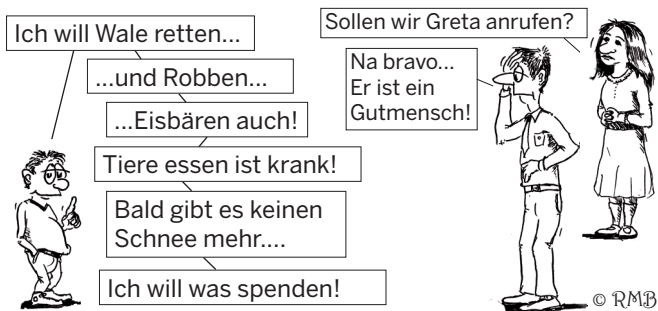 Ich will Wale retten...
...und Robben...
...Eisbären auch!
Tiere essen ist krank!
Bald gibt es keinen
Schnee mehr....
Ich will was spenden!
Sollen wir Greta anrufen?
Na bravo...
Er ist ein
Gutmensch!
© RMB